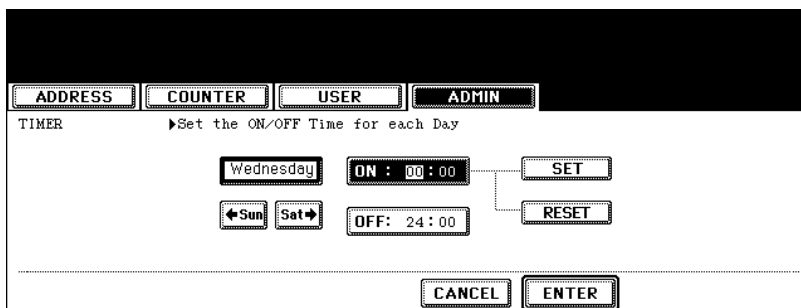 ADDRESS COUNTER USER ADMIN
TIMER ▶Set the ON/OFF Time for each Day
Wednesday ON : 00:00 SET
←Sun Sat→ OFF: 24:00 RESET
CANCEL ENTER